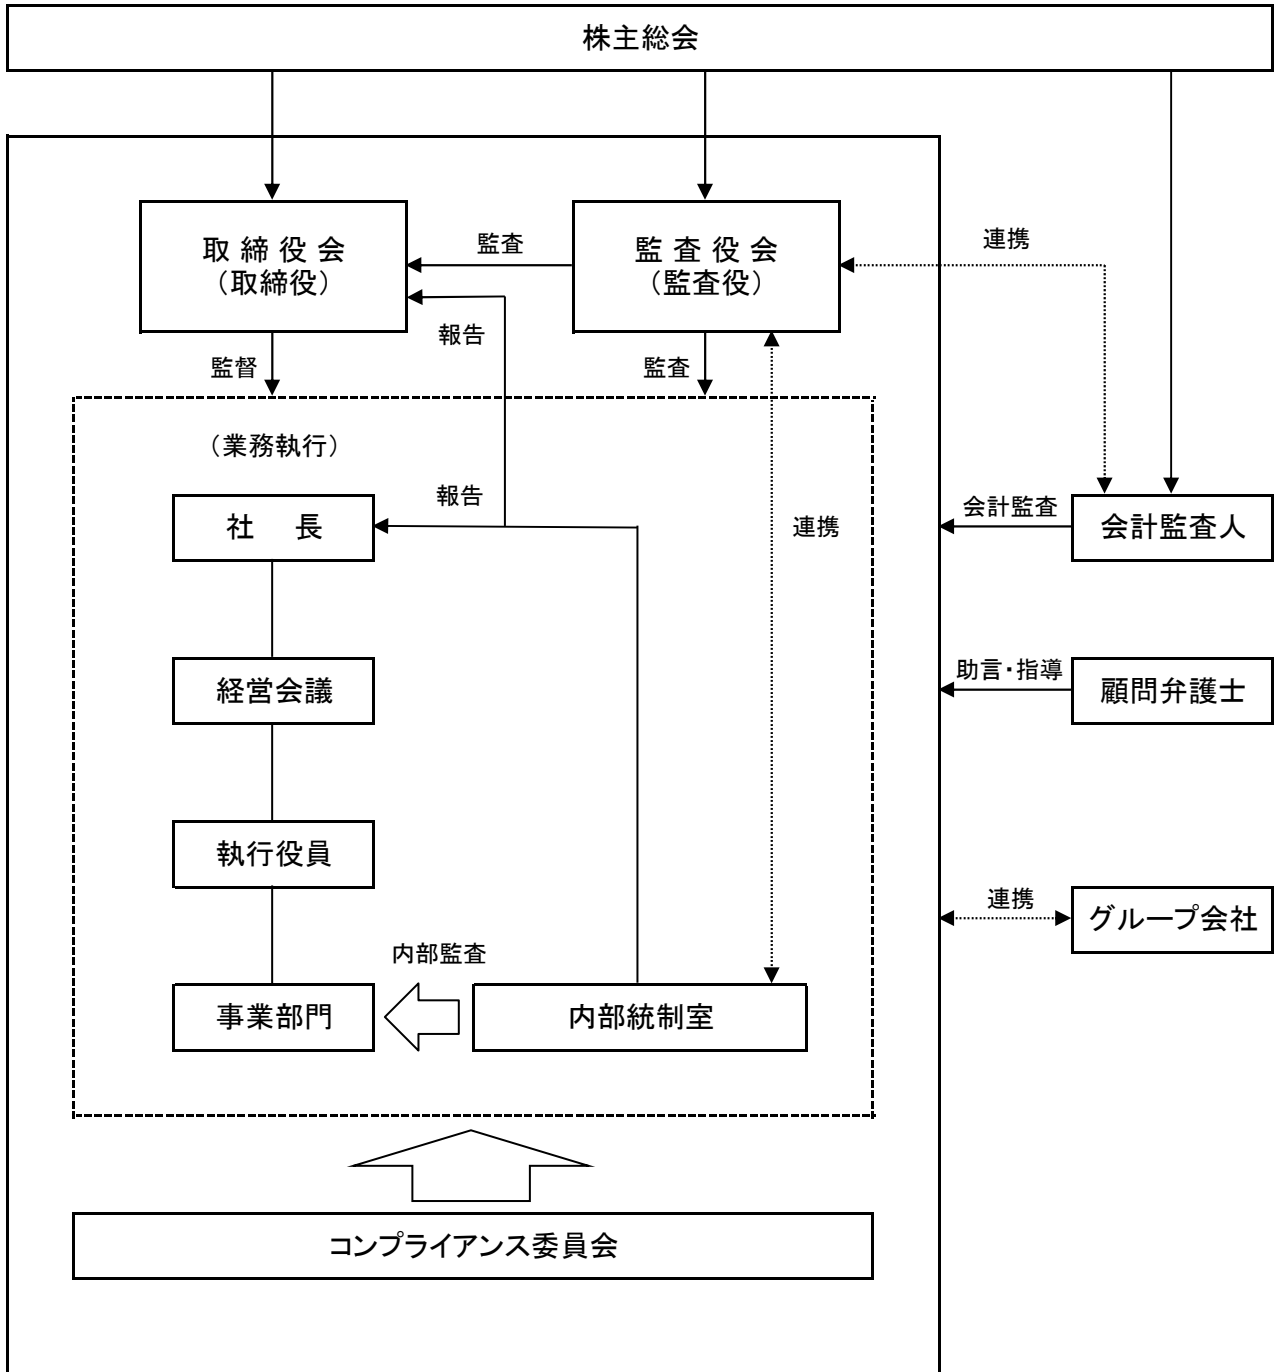 株主総会
取締役会
（取締役）
監査
監査役会
（監査役）
連携
報告
監督
監査
（業務執行）
報告
社　長
連携
会計監査
会計監査人
経営会議
助言・指導
顧問弁護士
執行役員
連携
グループ会社
内部監査
事業部門
内部統制室
コンプライアンス委員会